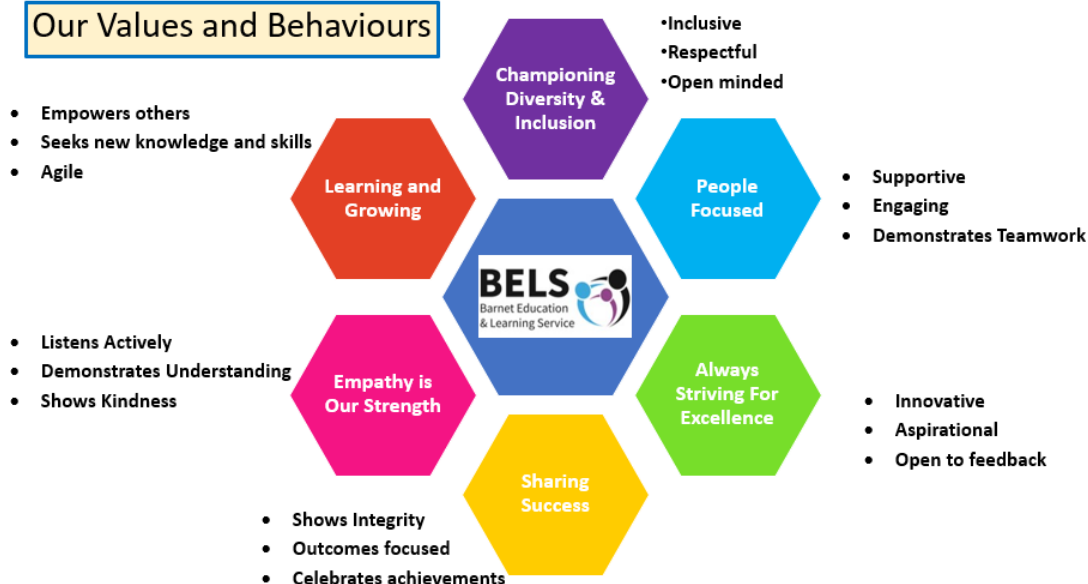 Our Values and Behaviours
Championing
Diversity &
Inclusion
•Inclusive
•Respectful
•Open minded
People
Focused
• Supportive
• Engaging
• Demonstrates Teamwork
Always
Striving For
Excellence
• Innovative
• Aspirational
• Open to feedback
Sharing
Success
• Shows Integrity
• Outcomes focused
• Celebrates achievements
Empathy is
Our Strength
• Listens Actively
• Demonstrates Understanding
• Shows Kindness
Learning and
Growing
• Empowers others
• Seeks new knowledge and skills
• Agile
BELS
Barnet Education
& Learning Service